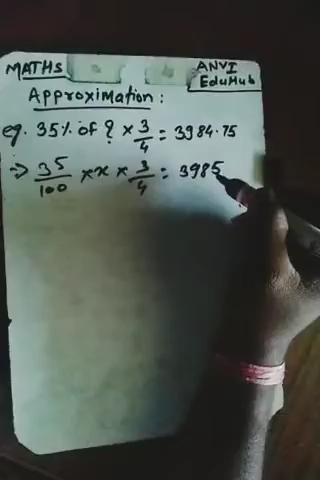 MATHS
ANVI
EduHub
Approximation:
eg. 35% of ? × 3/4 = 3984.75
⇒ 35/100 × x × 3/4 = 3985